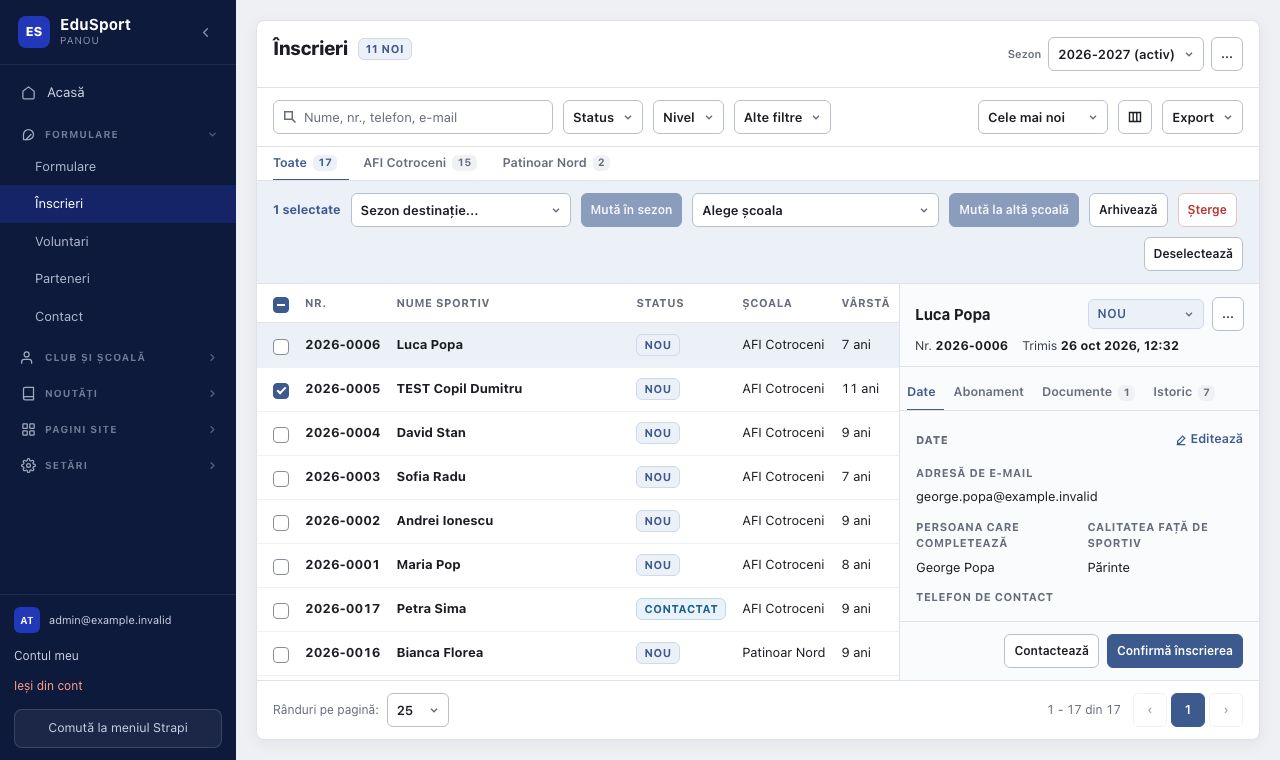 ES
EduSport
PANOU
Acasă
FORMULARE
Formulare
Înscrieri
Voluntari
Parteneri
Contact
CLUB ȘI ȘCOALĂ
NOUTĂȚI
PAGINI SITE
SETĂRI
AT admin@example.invalid
Contul meu
Ieși din cont
Comută la meniul Strapi
Înscrieri 11 NOI
Sezon 2026-2027 (activ) ...
Nume, nr., telefon, e-mail Status Nivel Alte filtre Cele mai noi Export
Toate 17 AFI Cotroceni 15 Patinoar Nord 2
1 selectate Sezon destinație... Mută în sezon Alege școala Mută la altă școală Arhivează Șterge
Deselectează
NR. NUME SPORTIV STATUS ȘCOALA VÂRSTĂ
2026-0006 Luca Popa NOU AFI Cotroceni 7 ani
2026-0005 TEST Copil Dumitru NOU AFI Cotroceni 11 ani
2026-0004 David Stan NOU AFI Cotroceni 9 ani
2026-0003 Sofia Radu NOU AFI Cotroceni 7 ani
2026-0002 Andrei Ionescu NOU AFI Cotroceni 9 ani
2026-0001 Maria Pop NOU AFI Cotroceni 8 ani
2026-0017 Petra Sima CONTACTAT AFI Cotroceni 9 ani
2026-0016 Bianca Florea NOU Patinoar Nord 9 ani
Luca Popa NOU ...
Nr. 2026-0006 Trimis 26 oct 2026, 12:32
Date Abonament Documente 1 Istoric 7
DATE Editează
ADRESĂ DE E-MAIL
george.popa@example.invalid
PERSOANA CARE COMPLETEAZĂ
George Popa
CALITATEA FAȚĂ DE SPORTIV
Părinte
TELEFON DE CONTACT
Contactează Confirmă înscrierea
Rânduri pe pagină: 25
1 - 17 din 17 ‹ 1 ›